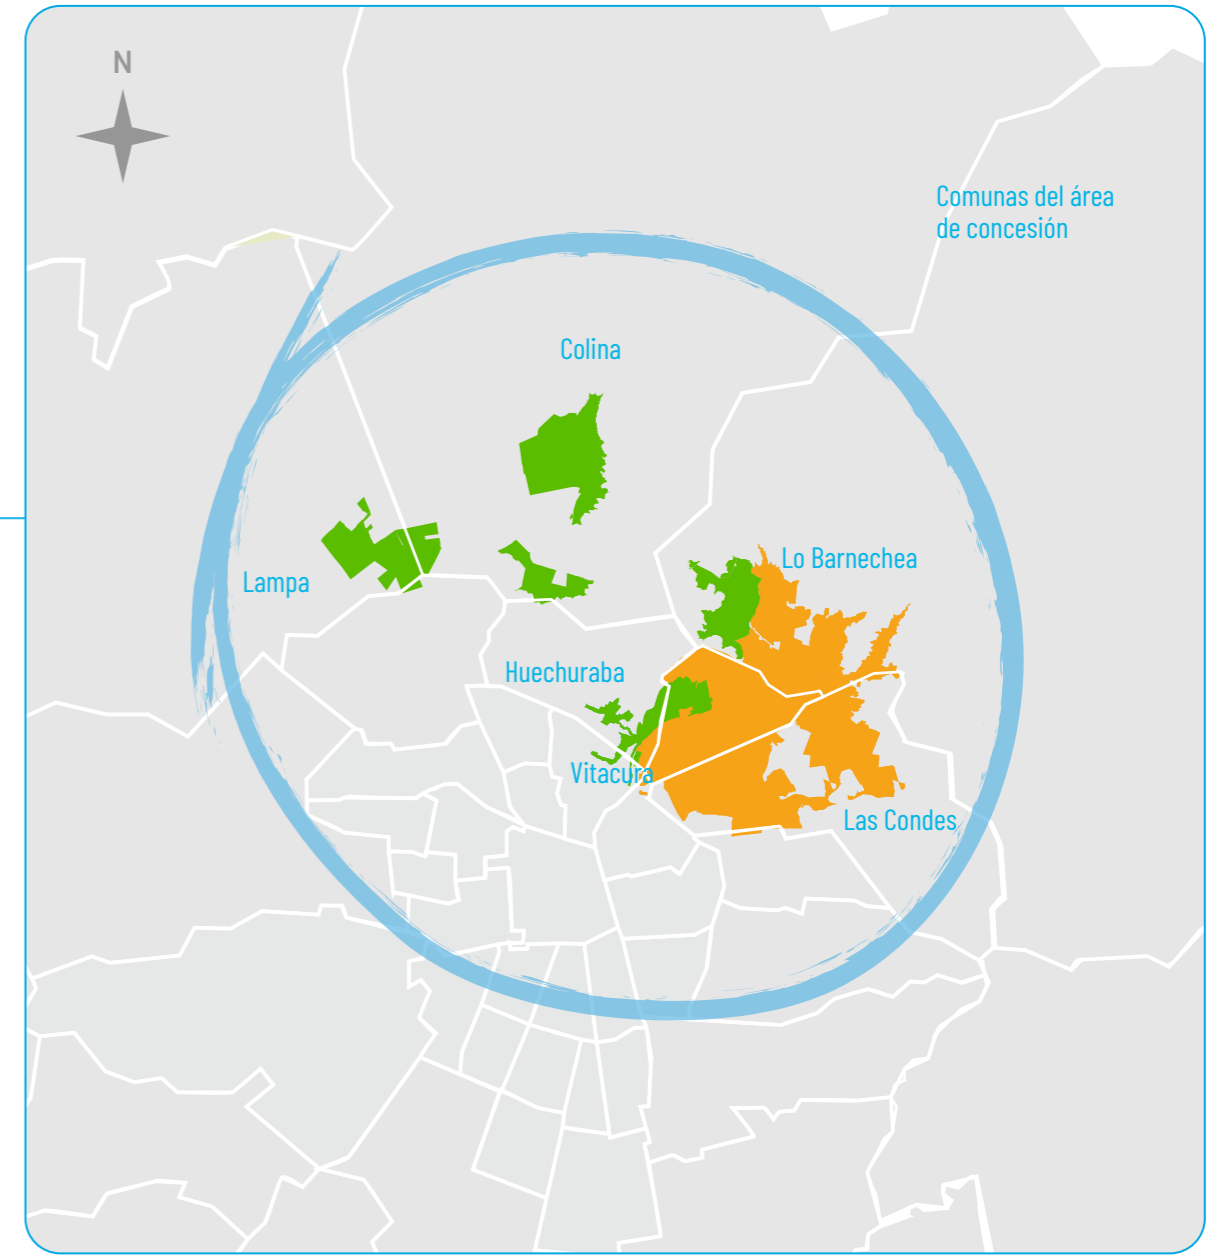 N
Comunas del área
de concesión
Colina
Lo Barnechea
Lampa
Huechuraba
Vitacura
Las Condes